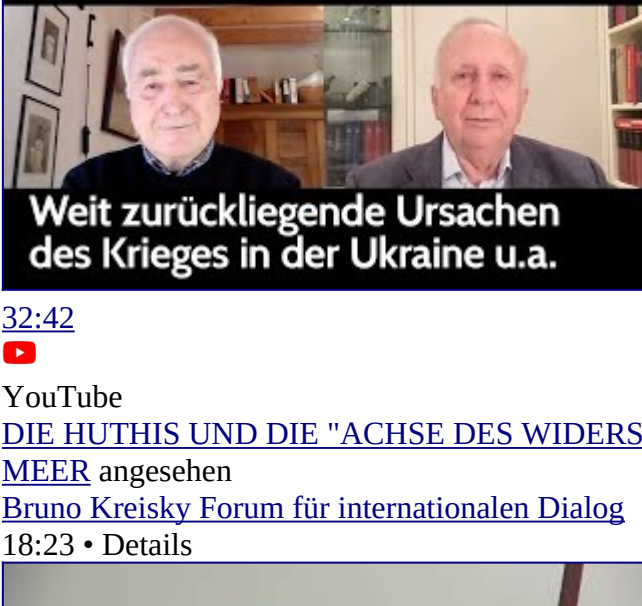 Weit zurückliegende Ursachen
des Krieges in der Ukraine u.a.
32:42
YouTube
DIE HUTHIS UND DIE "ACHSE DES WIDERS
MEER angesehen
Bruno Kreisky Forum für internationalen Dialog
18:23 • Details